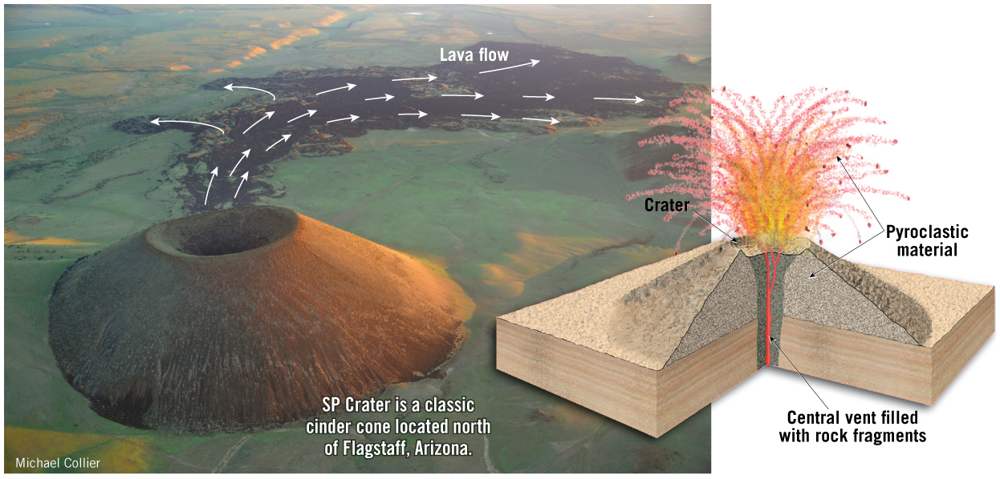 Lava flow
Crater
Pyroclastic
material
SP Crater is a classic
cinder cone located north
of Flagstaff, Arizona.
Central vent filled
with rock fragments
Michael Collier